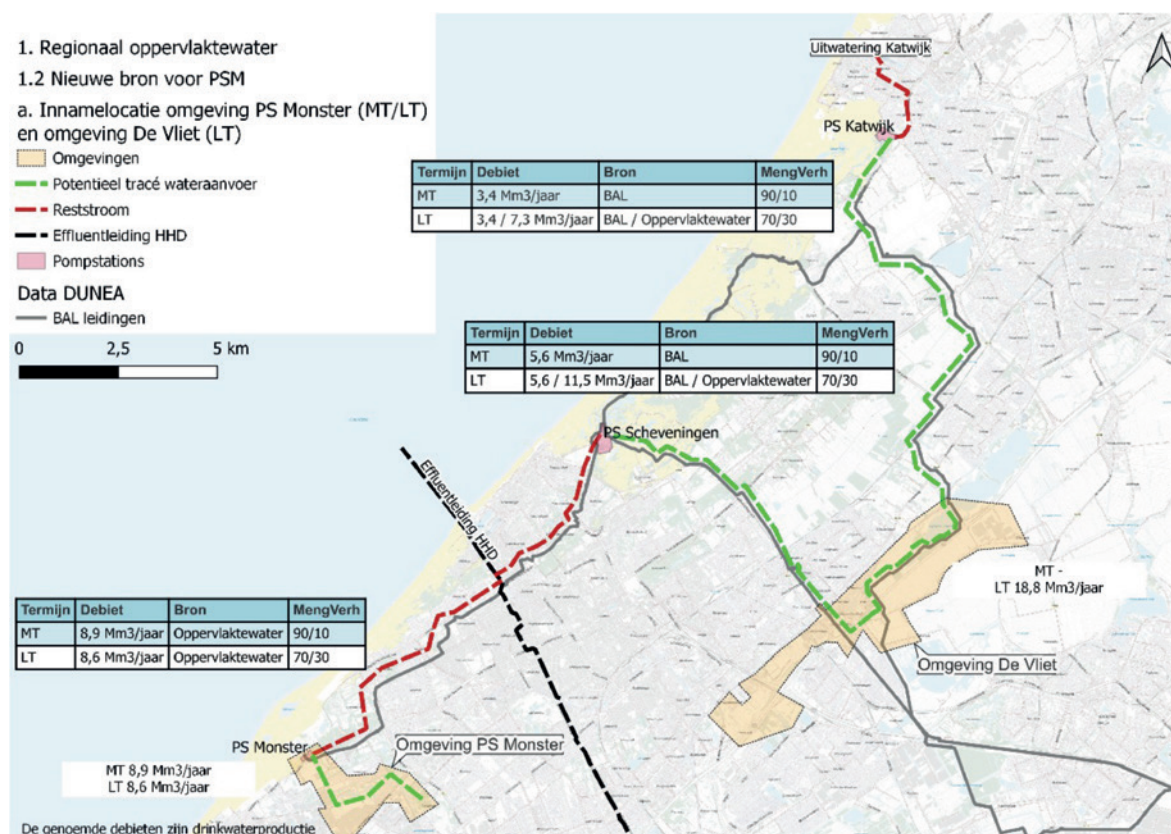 1. Regionaal oppervlaktewater
1.2 Nieuwe bron voor PSM
a. Innamelocatie omgeving PS Monster (MT/LT)
en omgeving De Vliet (LT)
Omgevingen
Potentieel tracé wateraanvoer
Reststroom
Effluentleiding HHD
Pompstations
Data DUNEA
BAL leidingen
0 2,5 5 km
Uitwatering Katwijk
PS Katwijk
Termijn Debiet Bron MengVerh
MT 3,4 Mm3/jaar BAL 90/10
LT 3,4 / 7,3 Mm3/jaar BAL / Oppervlaktewater 70/30
Termijn Debiet Bron MengVerh
MT 5,6 Mm3/jaar BAL 90/10
LT 5,6 / 11,5 Mm3/jaar BAL / Oppervlaktewater 70/30
PS Scheveningen
Effluentleiding HHD
MT -
LT 18,8 Mm3/jaar
Omgeving De Vliet
Termijn Debiet Bron MengVerh
MT 8,9 Mm3/jaar Oppervlaktewater 90/10
LT 8,6 Mm3/jaar Oppervlaktewater 70/30
PS Monster
Omgeving PS Monster
MT 8,9 Mm3/jaar
LT 8,6 Mm3/jaar
De genoemde debieten zijn drinkwaterproductie